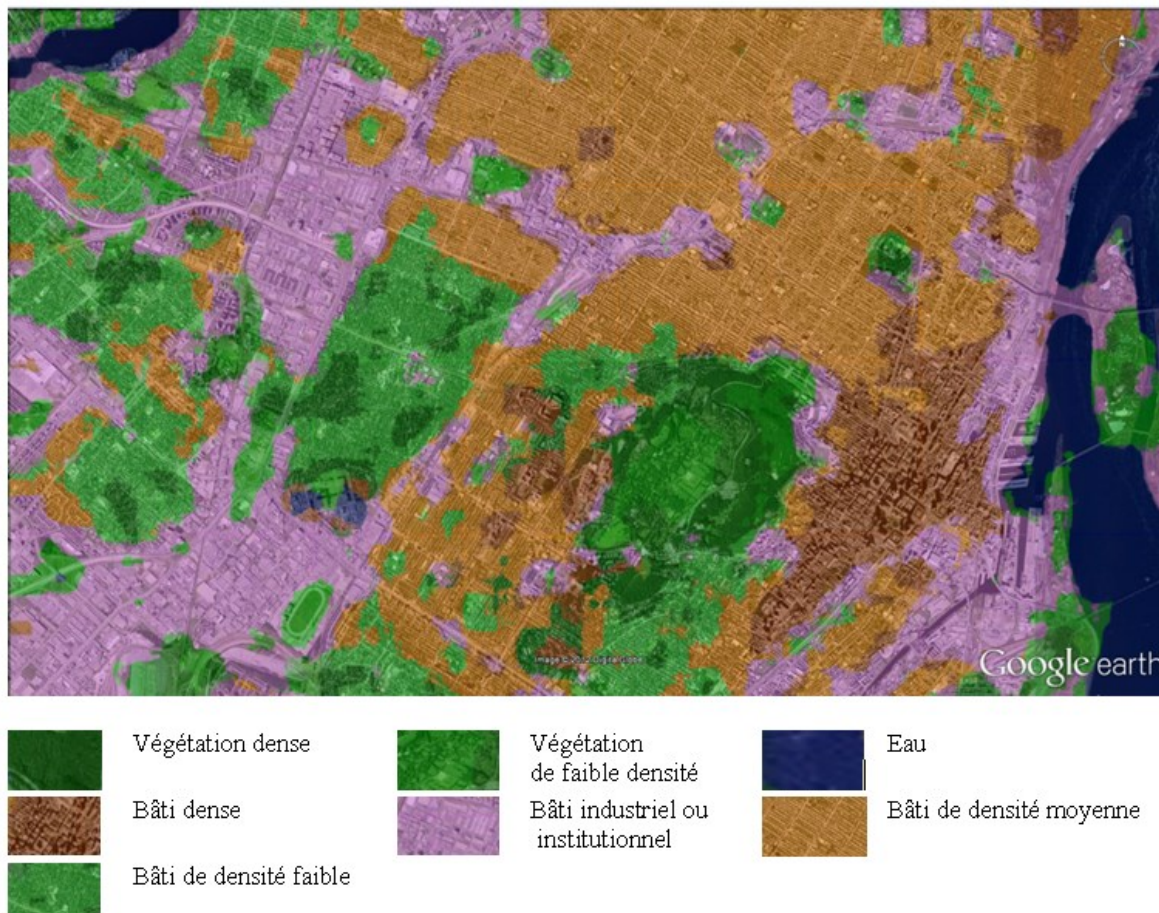 Google earth
Végétation dense
Végétation
de faible densité
Eau
Bâti dense
Bâti industriel ou
institutionnel
Bâti de densité moyenne
Bâti de densité faible